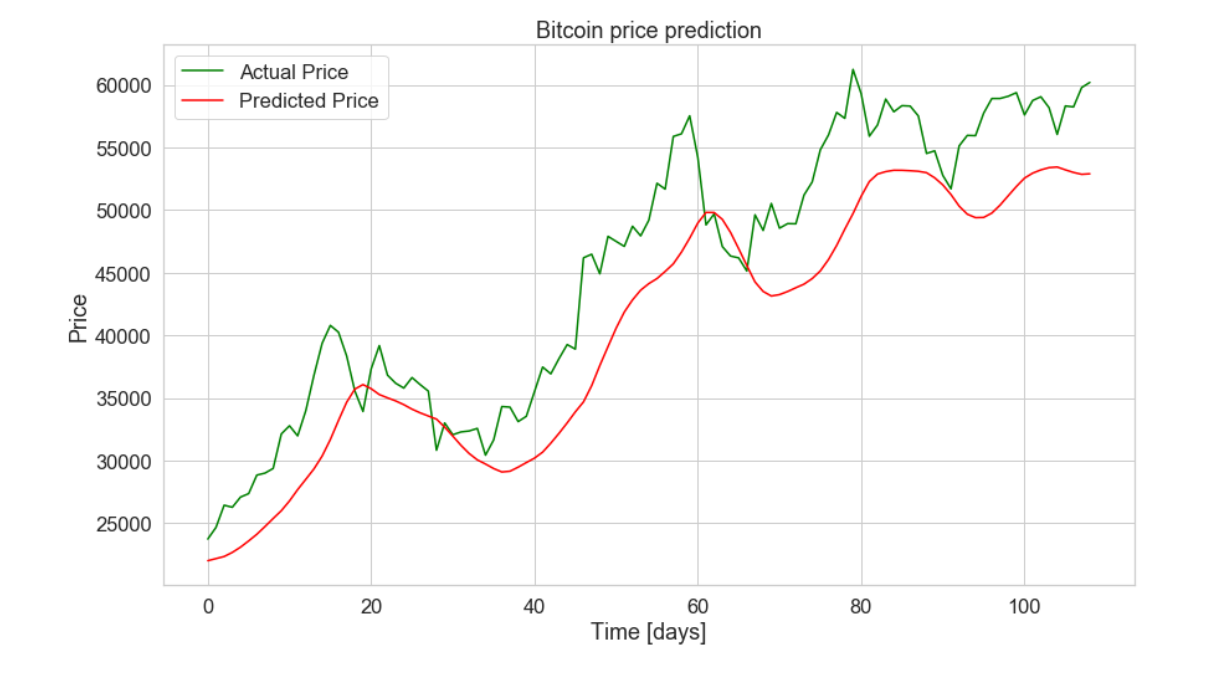 Bitcoin price prediction
Actual Price
Predicted Price
60000
55000
50000
45000
40000
35000
30000
25000
Price
0 20 40 60 80 100
Time [days]